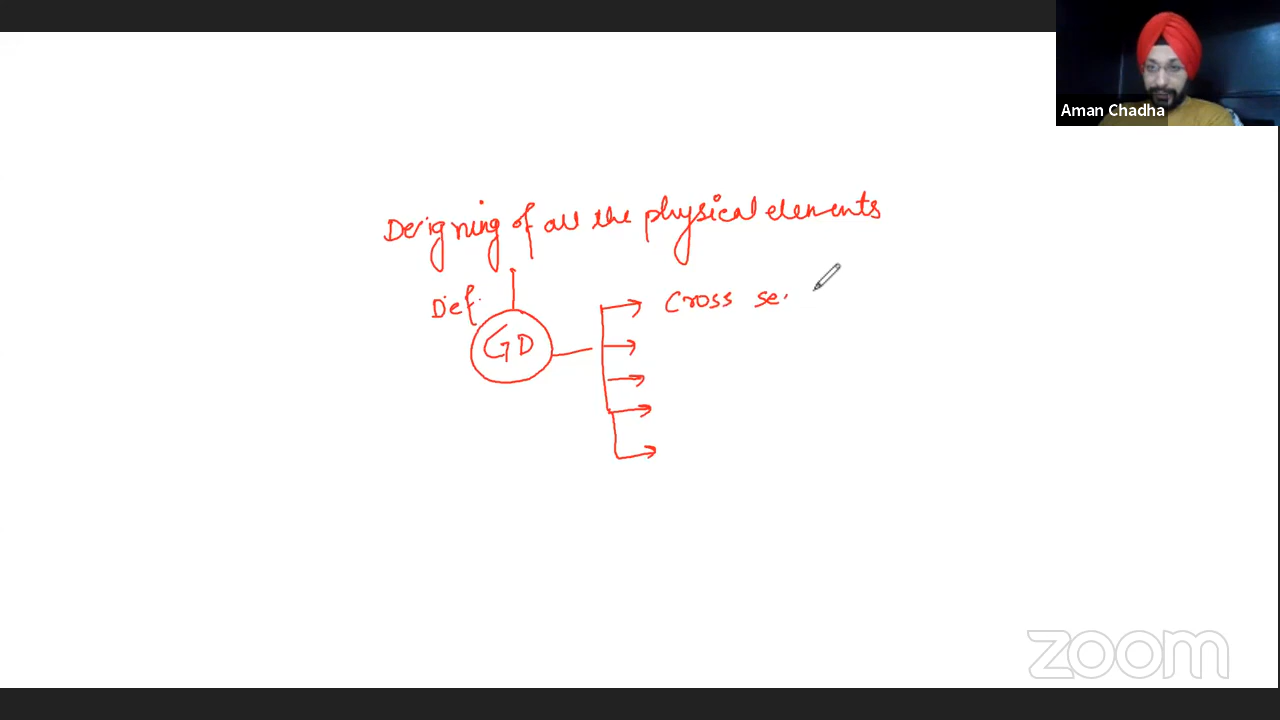 Aman Chadha
Designing of all the physical elements
Def.
Cross se.
GD
zoom